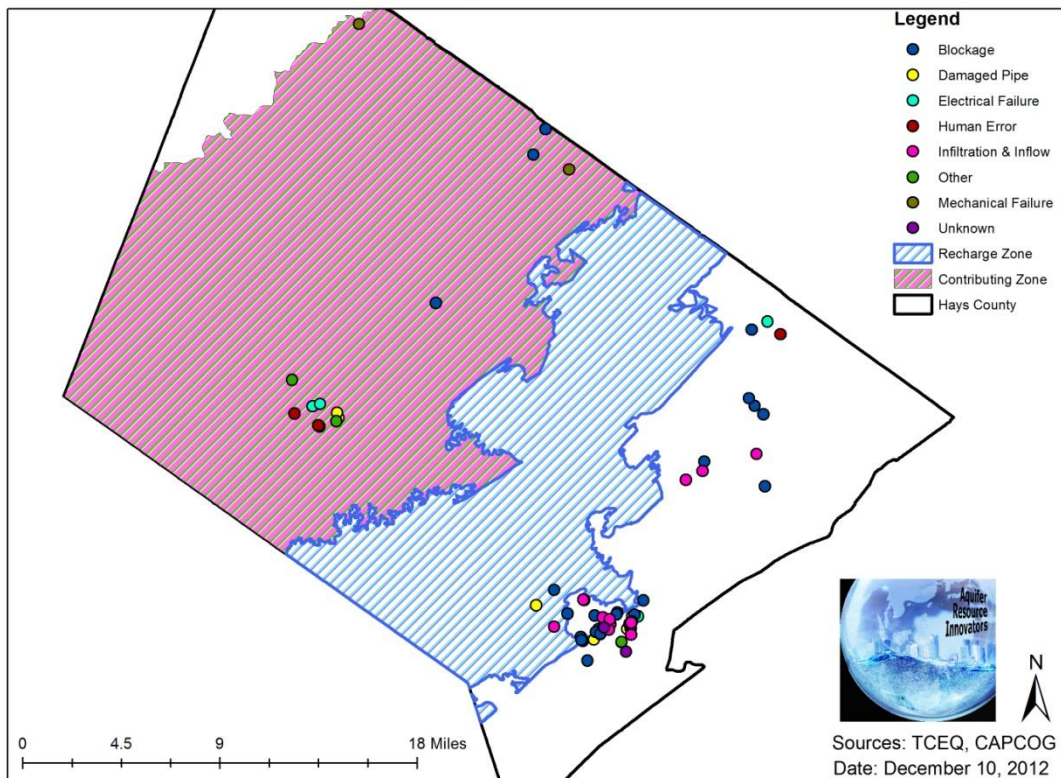 Legend
Blockage
Damaged Pipe
Electrical Failure
Human Error
Infiltration & Inflow
Other
Mechanical Failure
Unknown
Recharge Zone
Contributing Zone
Hays County
Aquifer
Resource
Innovators
N
0 4.5 9 18 Miles
Sources: TCEQ, CAPCOG
Date: December 10, 2012